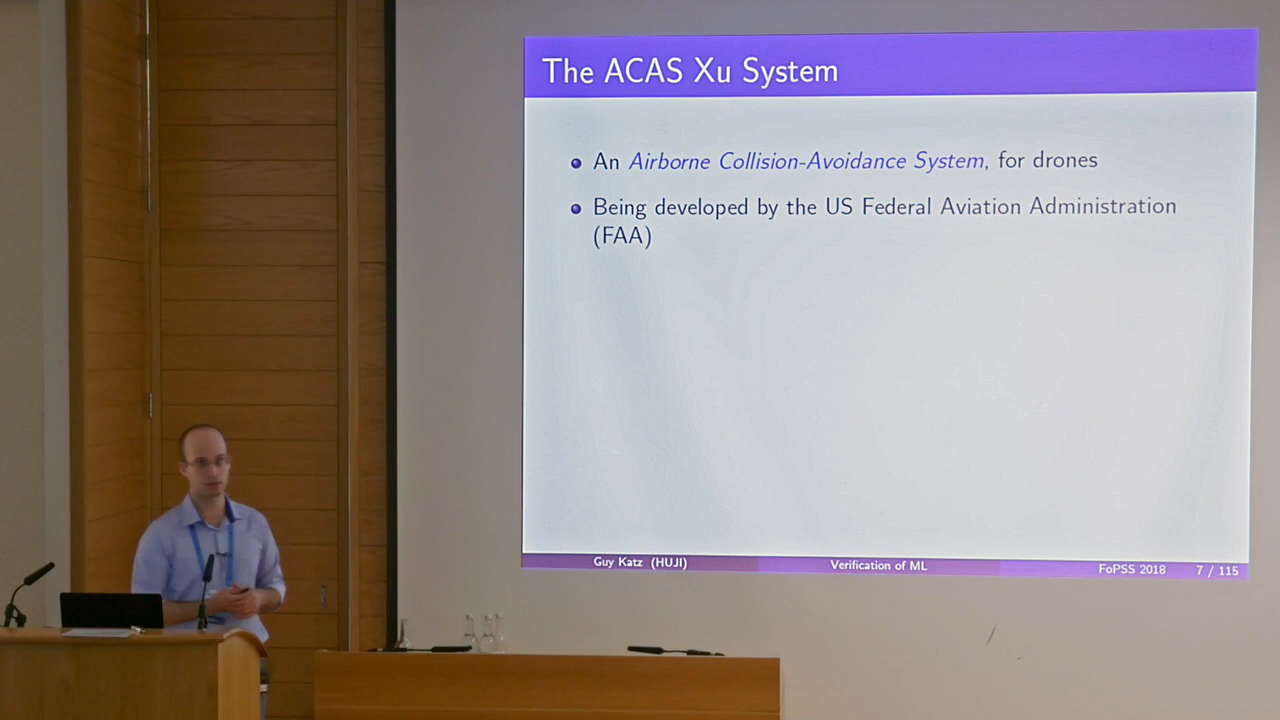 The ACAS Xu System
An Airborne Collision-Avoidance System, for drones
Being developed by the US Federal Aviation Administration
(FAA)
Guy Katz (HUJI) Verification of ML FoPSS 2018 7 / 115